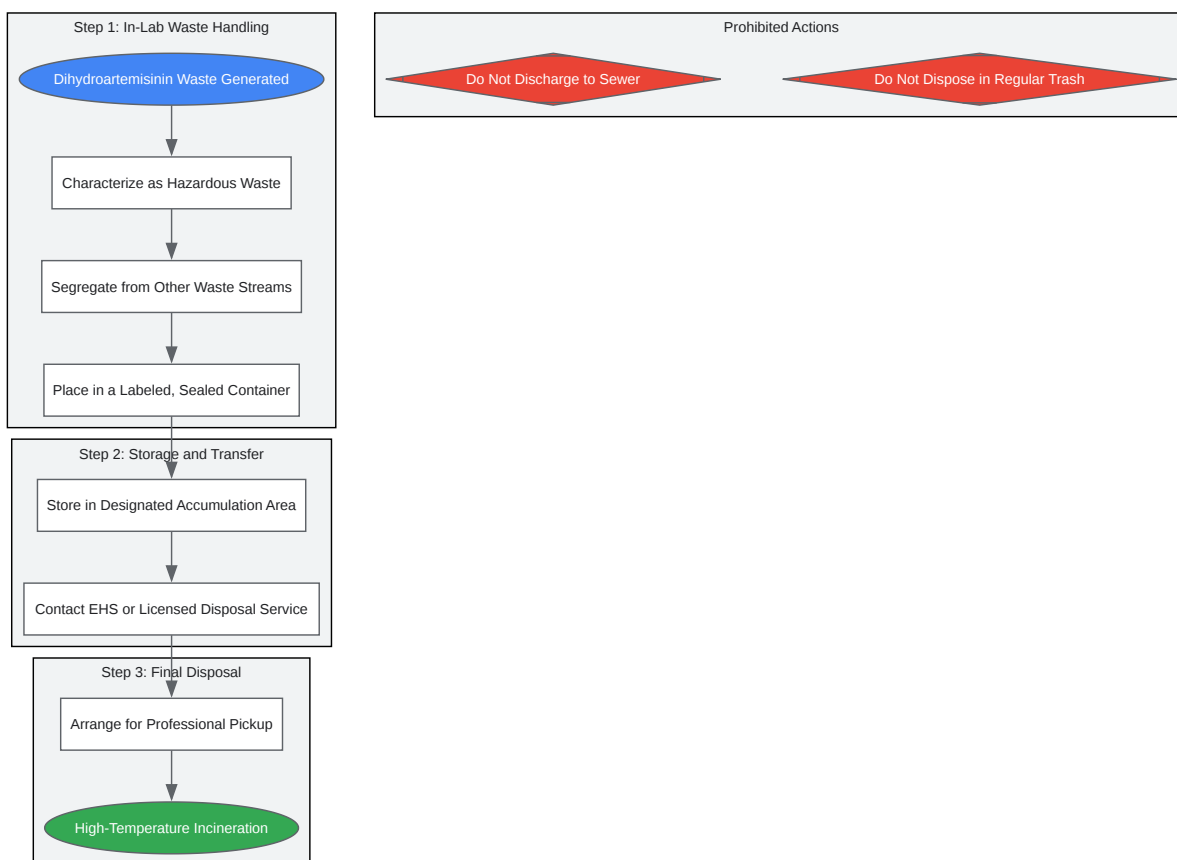 Step 1: In-Lab Waste Handling
Dihydroartemisinin Waste Generated
Characterize as Hazardous Waste
Segregate from Other Waste Streams
Place in a Labeled, Sealed Container
Step 2: Storage and Transfer
Store in Designated Accumulation Area
Contact EHS or Licensed Disposal Service
Step 3: Final Disposal
Arrange for Professional Pickup
High-Temperature Incineration
Prohibited Actions
Do Not Discharge to Sewer
Do Not Dispose in Regular Trash